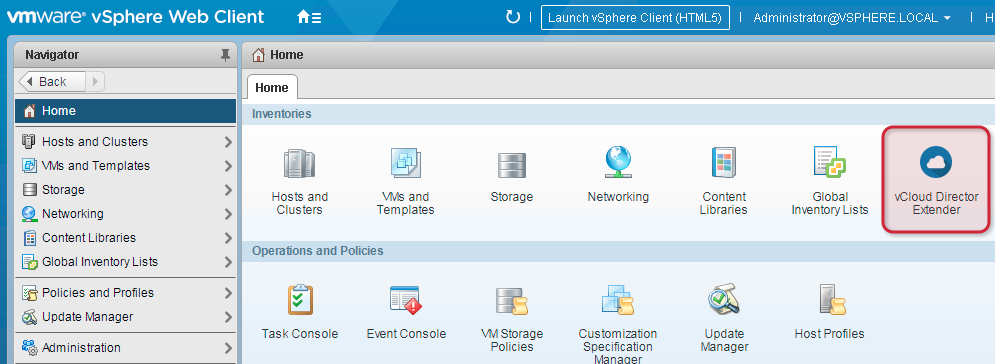 vmware vSphere Web Client
Launch vSphere Client (HTML5)
Administrator@VSPHERE.LOCAL
H
Navigator
Back
Home
Hosts and Clusters
VMs and Templates
Storage
Networking
Content Libraries
Global Inventory Lists
Policies and Profiles
Update Manager
Administration
Home
Home
Inventories
Hosts and
Clusters
VMs and
Templates
Storage
Networking
Content
Libraries
Global
Inventory Lists
vCloud Director
Extender
Operations and Policies
Task Console
Event Console
VM Storage
Policies
Customization
Specification
Manager
Update
Manager
Host Profiles